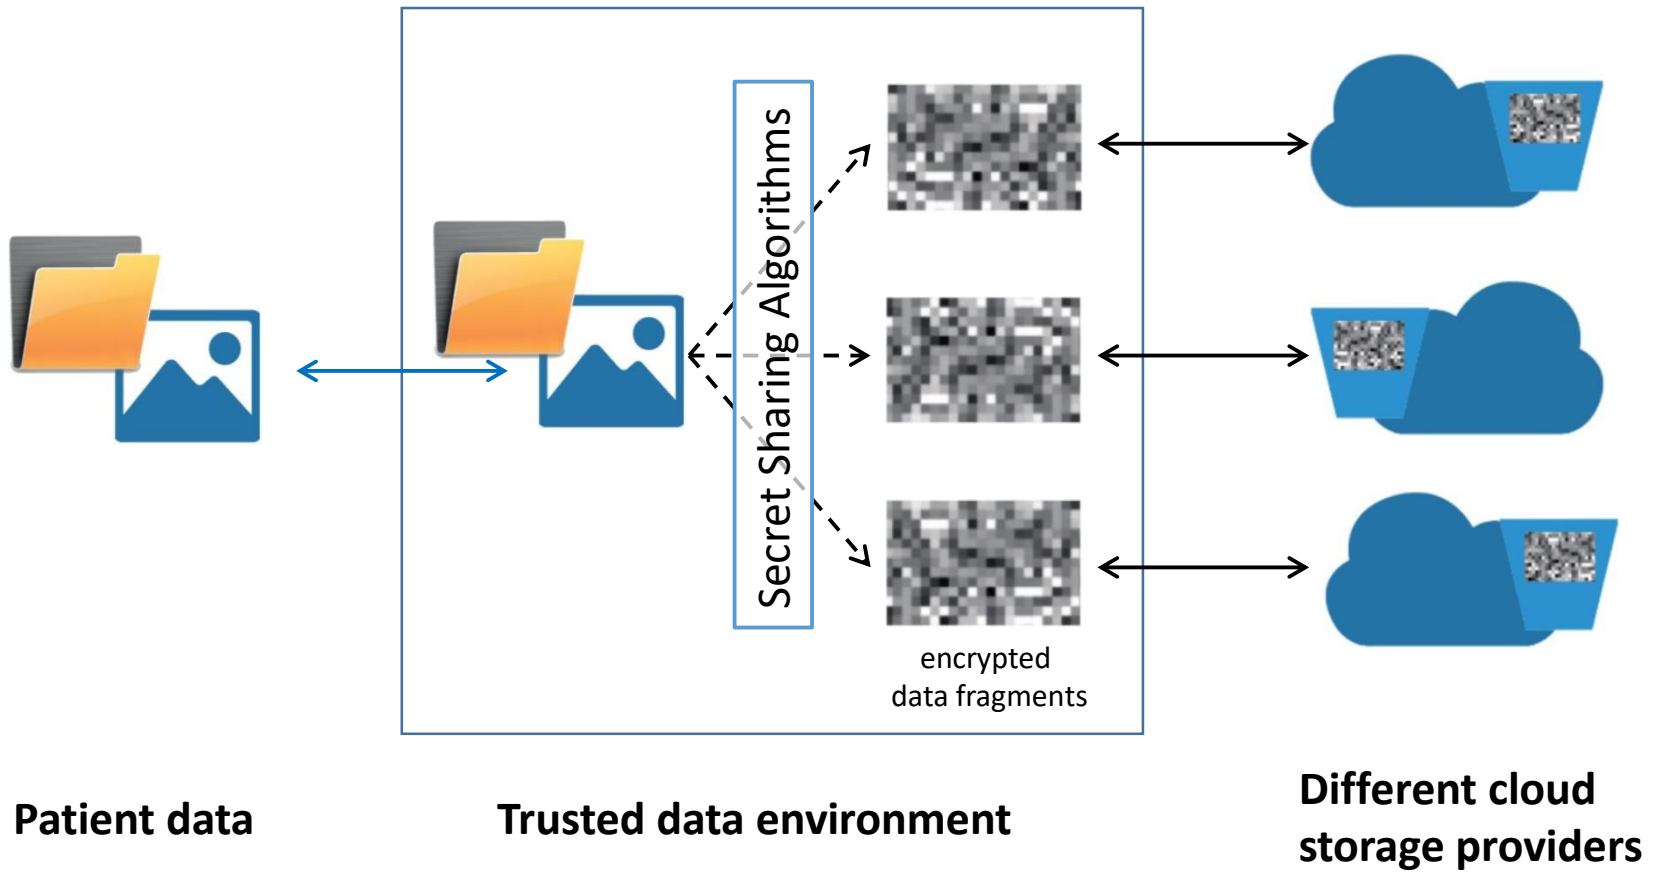 Secret Sharing Algorithms
encrypted
data fragments
Patient data
Trusted data environment
Different cloud
storage providers